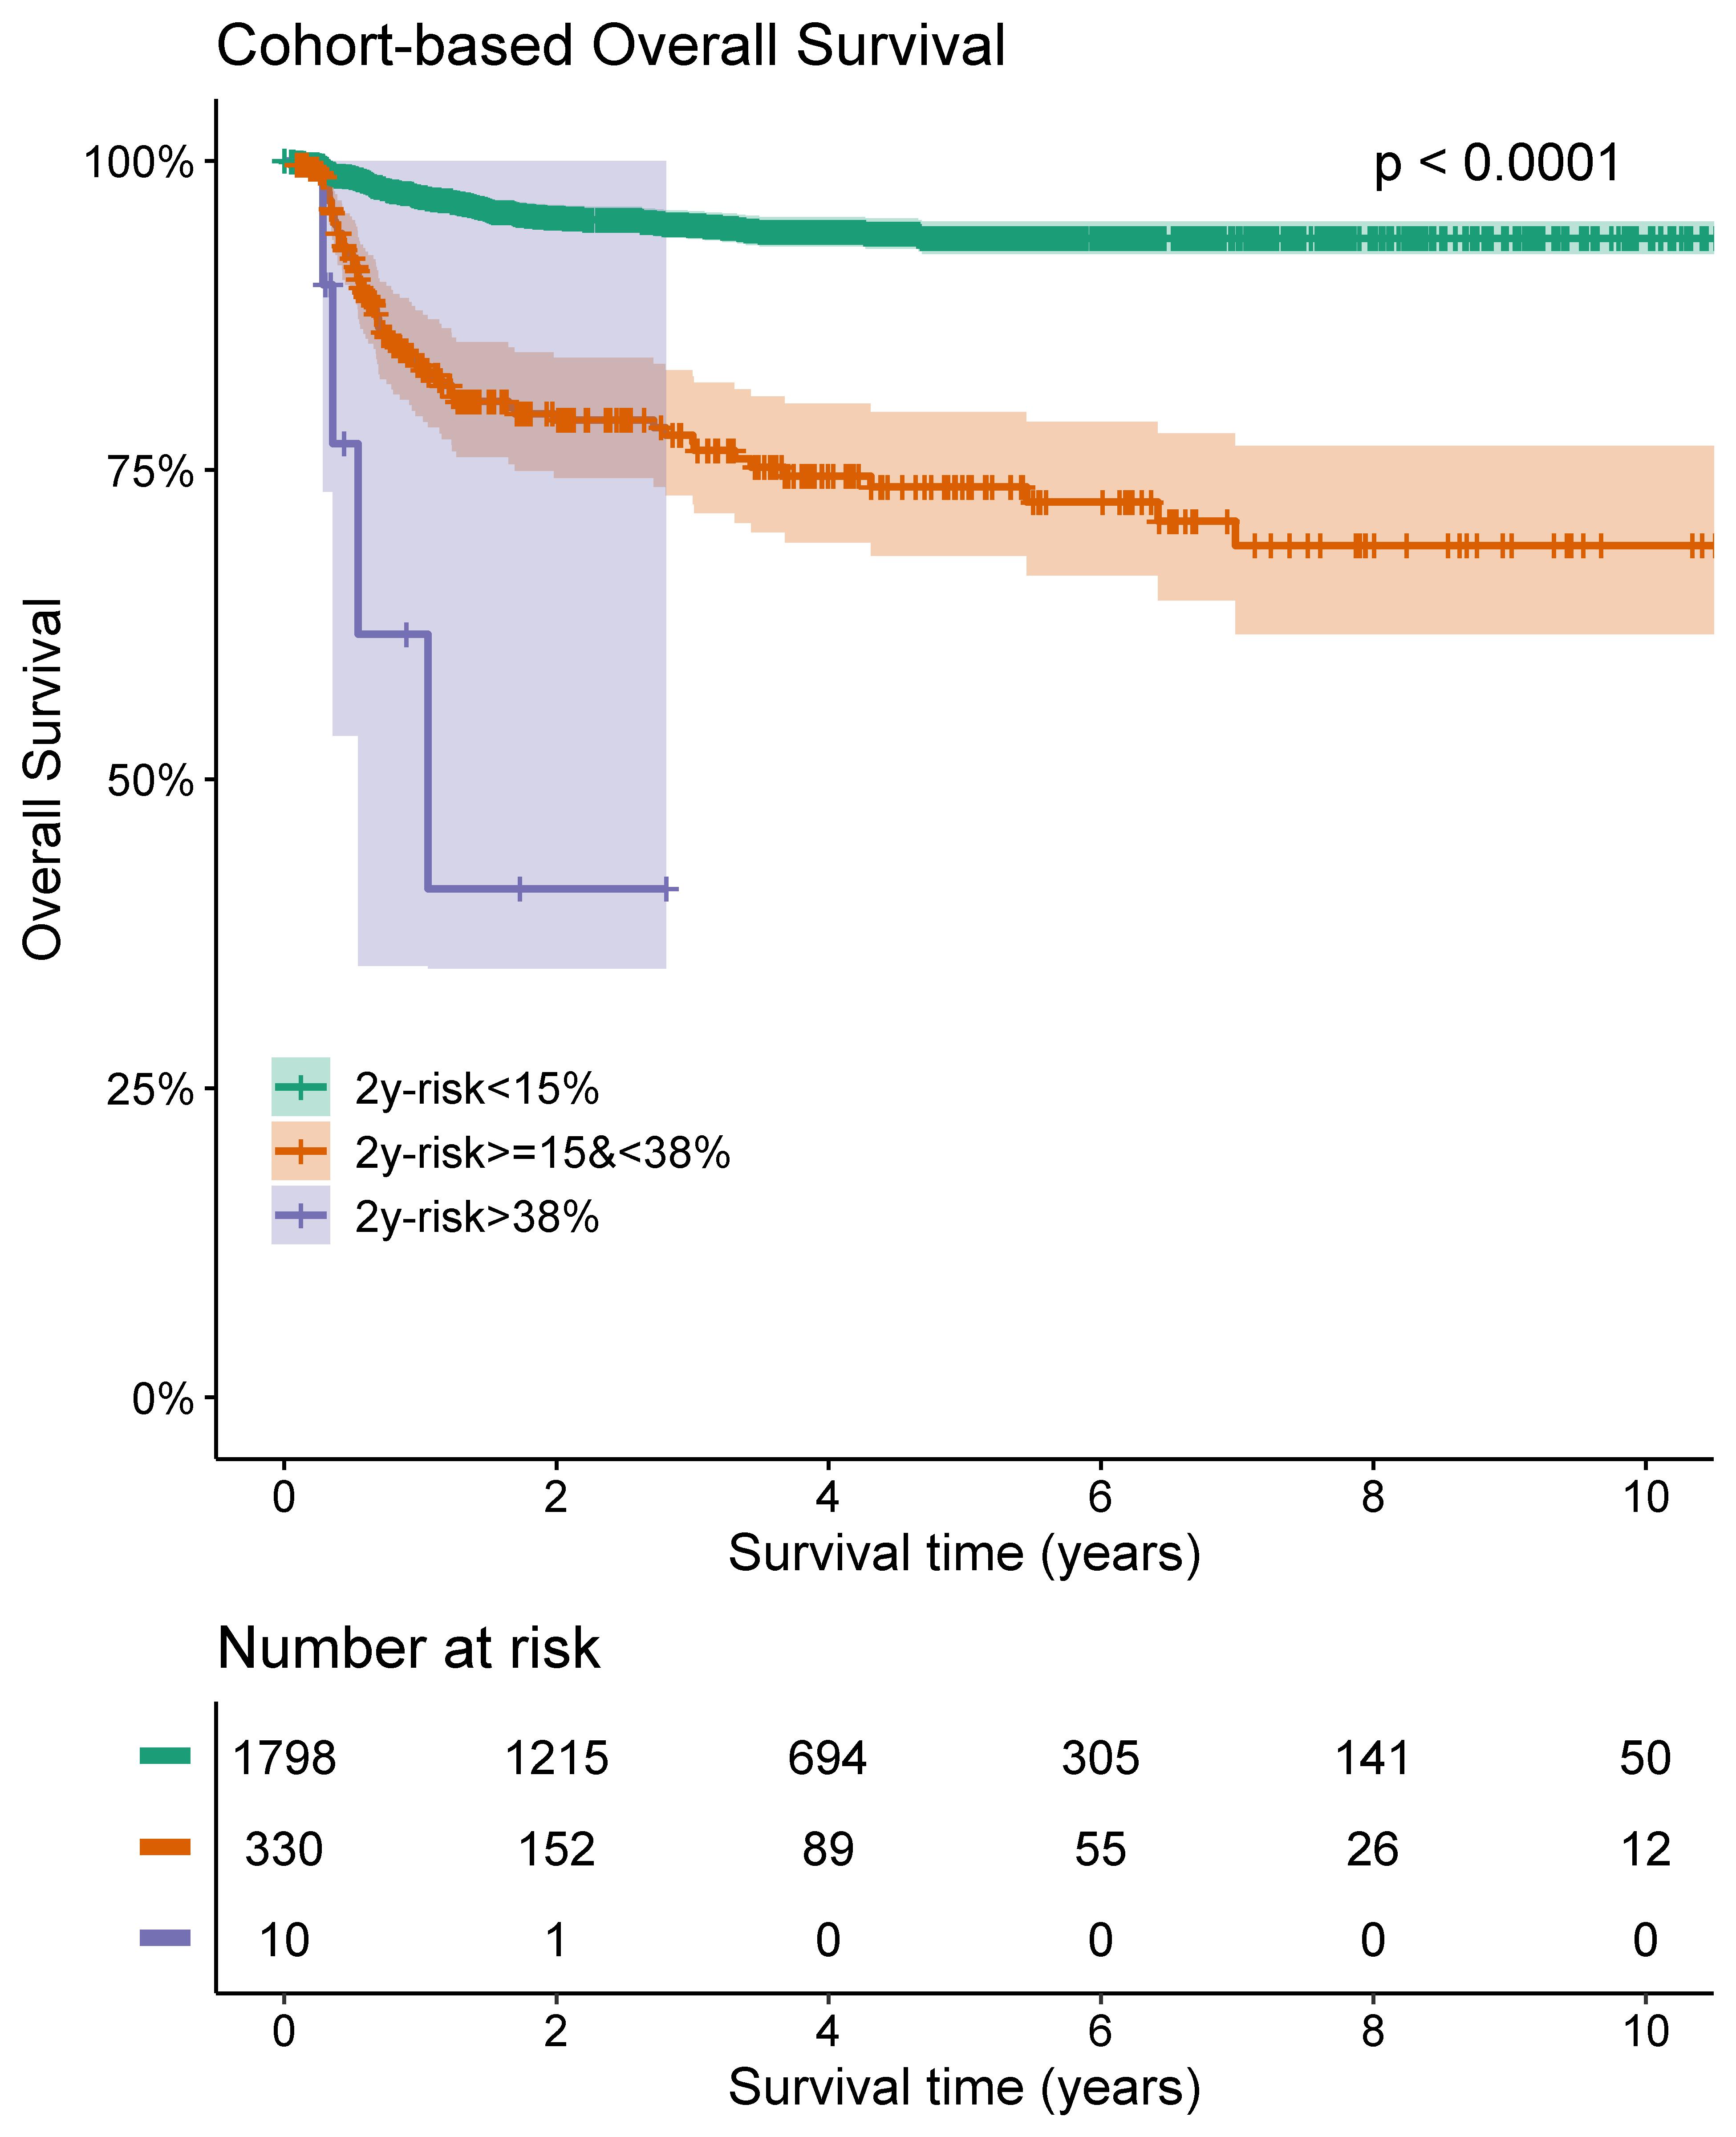 Cohort-based Overall Survival
p < 0.0001
100%
75%
50%
25%
0%
Overall Survival
2y-risk<15%
2y-risk>=15&<38%
2y-risk>38%
0 2 4 6 8 10
Survival time (years)
Number at risk
1798 1215 694 305 141 50
330 152 89 55 26 12
10 1 0 0 0 0
0 2 4 6 8 10
Survival time (years)